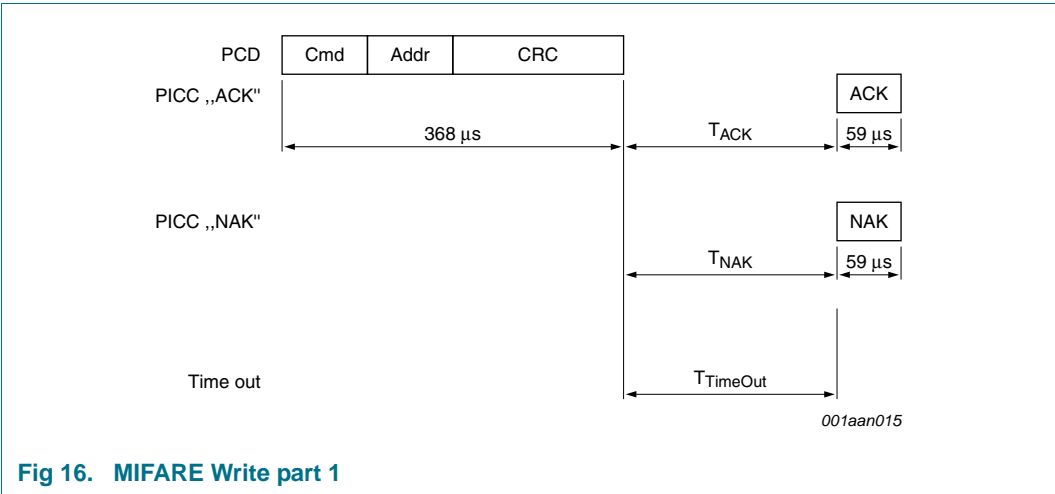 PCD Cmd Addr CRC
PICC ,,ACK" ACK
368 μs TACK 59 μs
PICC ,,NAK" NAK
TNAK 59 μs
Time out TTimeOut
001aan015
Fig 16. MIFARE Write part 1